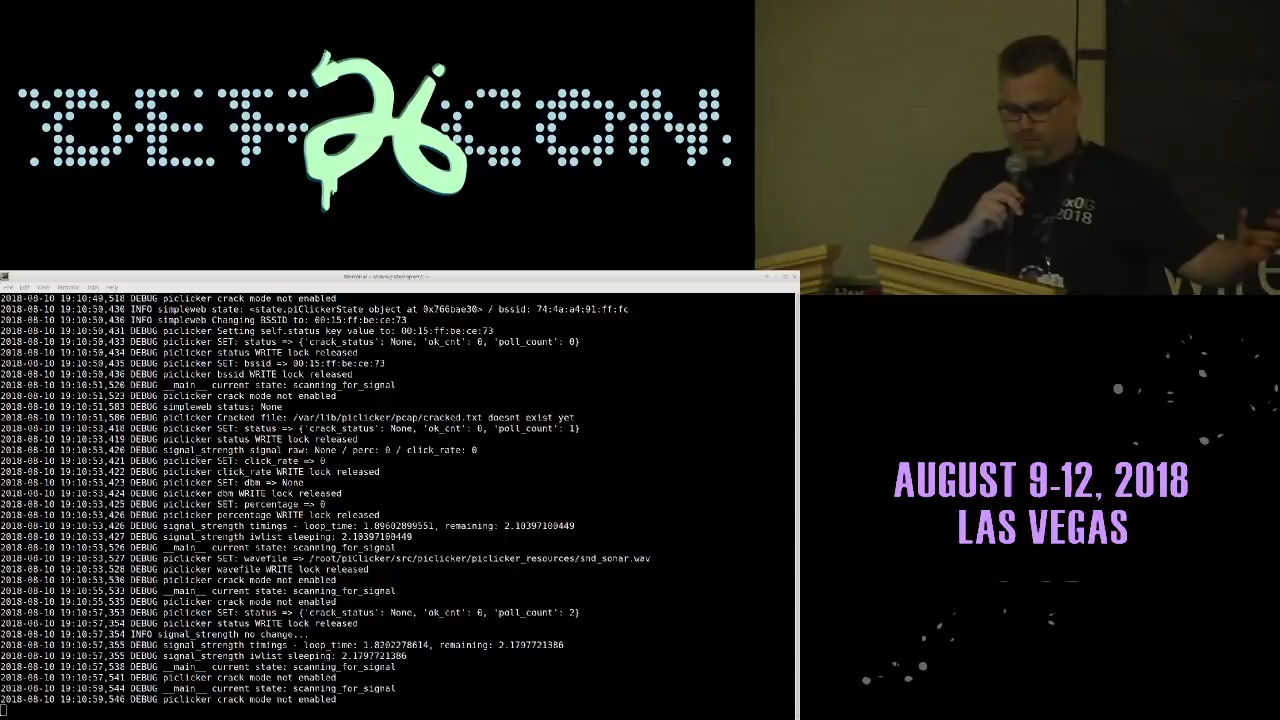 DEF 26 CON
x0G
2018
File Edit View Terminal Tabs Help
2018-08-10 19:10:49,518 DEBUG piclicker crack mode not enabled
2018-08-10 19:10:50,430 INFO simpleweb state: <state.piClickerState object at 0x766bae30> / bssid: 74:4a:a4:91:ff:fc
2018-08-10 19:10:50,430 INFO simpleweb Changing BSSID to: 00:15:ff:be:ce:73
2018-08-10 19:10:50,431 DEBUG piclicker Setting self.status key value to: 00:15:ff:be:ce:73
2018-08-10 19:10:50,433 DEBUG piclicker SET: status => {'crack_status': None, 'ok_cnt': 0, 'poll_count': 0}
2018-08-10 19:10:50,434 DEBUG piclicker status WRITE lock released
2018-08-10 19:10:50,435 DEBUG piclicker SET: bssid => 00:15:ff:be:ce:73
2018-08-10 19:10:50,436 DEBUG piclicker bssid WRITE lock released
2018-08-10 19:10:51,520 DEBUG __main__ current state: scanning_for_signal
2018-08-10 19:10:51,523 DEBUG piclicker crack mode not enabled
2018-08-10 19:10:51,583 DEBUG simpleweb status: None
2018-08-10 19:10:51,586 DEBUG piclicker Cracked file: /var/lib/piclicker/pcap/cracked.txt doesnt exist yet
2018-08-10 19:10:53,418 DEBUG piclicker SET: status => {'crack_status': None, 'ok_cnt': 0, 'poll_count': 1}
2018-08-10 19:10:53,419 DEBUG piclicker status WRITE lock released
2018-08-10 19:10:53,420 DEBUG signal_strength signal raw: None / perc: 0 / click_rate: 0
2018-08-10 19:10:53,421 DEBUG piclicker SET: click_rate => 0
2018-08-10 19:10:53,422 DEBUG piclicker click_rate WRITE lock released
2018-08-10 19:10:53,423 DEBUG piclicker SET: dbm => None
2018-08-10 19:10:53,424 DEBUG piclicker dbm WRITE lock released
2018-08-10 19:10:53,425 DEBUG piclicker SET: percentage => 0
2018-08-10 19:10:53,426 DEBUG piclicker percentage WRITE lock released
2018-08-10 19:10:53,426 DEBUG signal_strength timings - loop_time: 1.89602899551, remaining: 2.10397100449
2018-08-10 19:10:53,427 DEBUG signal_strength iwlist sleeping: 2.10397100449
2018-08-10 19:10:53,526 DEBUG __main__ current state: scanning_for_signal
2018-08-10 19:10:53,527 DEBUG piclicker SET: wavefile => /root/piClicker/src/piclicker/piclicker_resources/snd_sonar.wav
2018-08-10 19:10:53,528 DEBUG piclicker wavefile WRITE lock released
2018-08-10 19:10:53,530 DEBUG piclicker crack mode not enabled
2018-08-10 19:10:55,533 DEBUG __main__ current state: scanning_for_signal
2018-08-10 19:10:55,535 DEBUG piclicker crack mode not enabled
2018-08-10 19:10:57,353 DEBUG piclicker SET: status => {'crack_status': None, 'ok_cnt': 0, 'poll_count': 2}
2018-08-10 19:10:57,354 DEBUG piclicker status WRITE lock released
2018-08-10 19:10:57,354 INFO signal_strength no change...
2018-08-10 19:10:57,355 DEBUG signal_strength timings - loop_time: 1.8202278614, remaining: 2.1797721386
2018-08-10 19:10:57,355 DEBUG signal_strength iwlist sleeping: 2.1797721386
2018-08-10 19:10:57,538 DEBUG __main__ current state: scanning_for_signal
2018-08-10 19:10:57,541 DEBUG piclicker crack mode not enabled
2018-08-10 19:10:59,544 DEBUG __main__ current state: scanning_for_signal
2018-08-10 19:10:59,546 DEBUG piclicker crack mode not enabled
AUGUST 9-12, 2018
LAS VEGAS